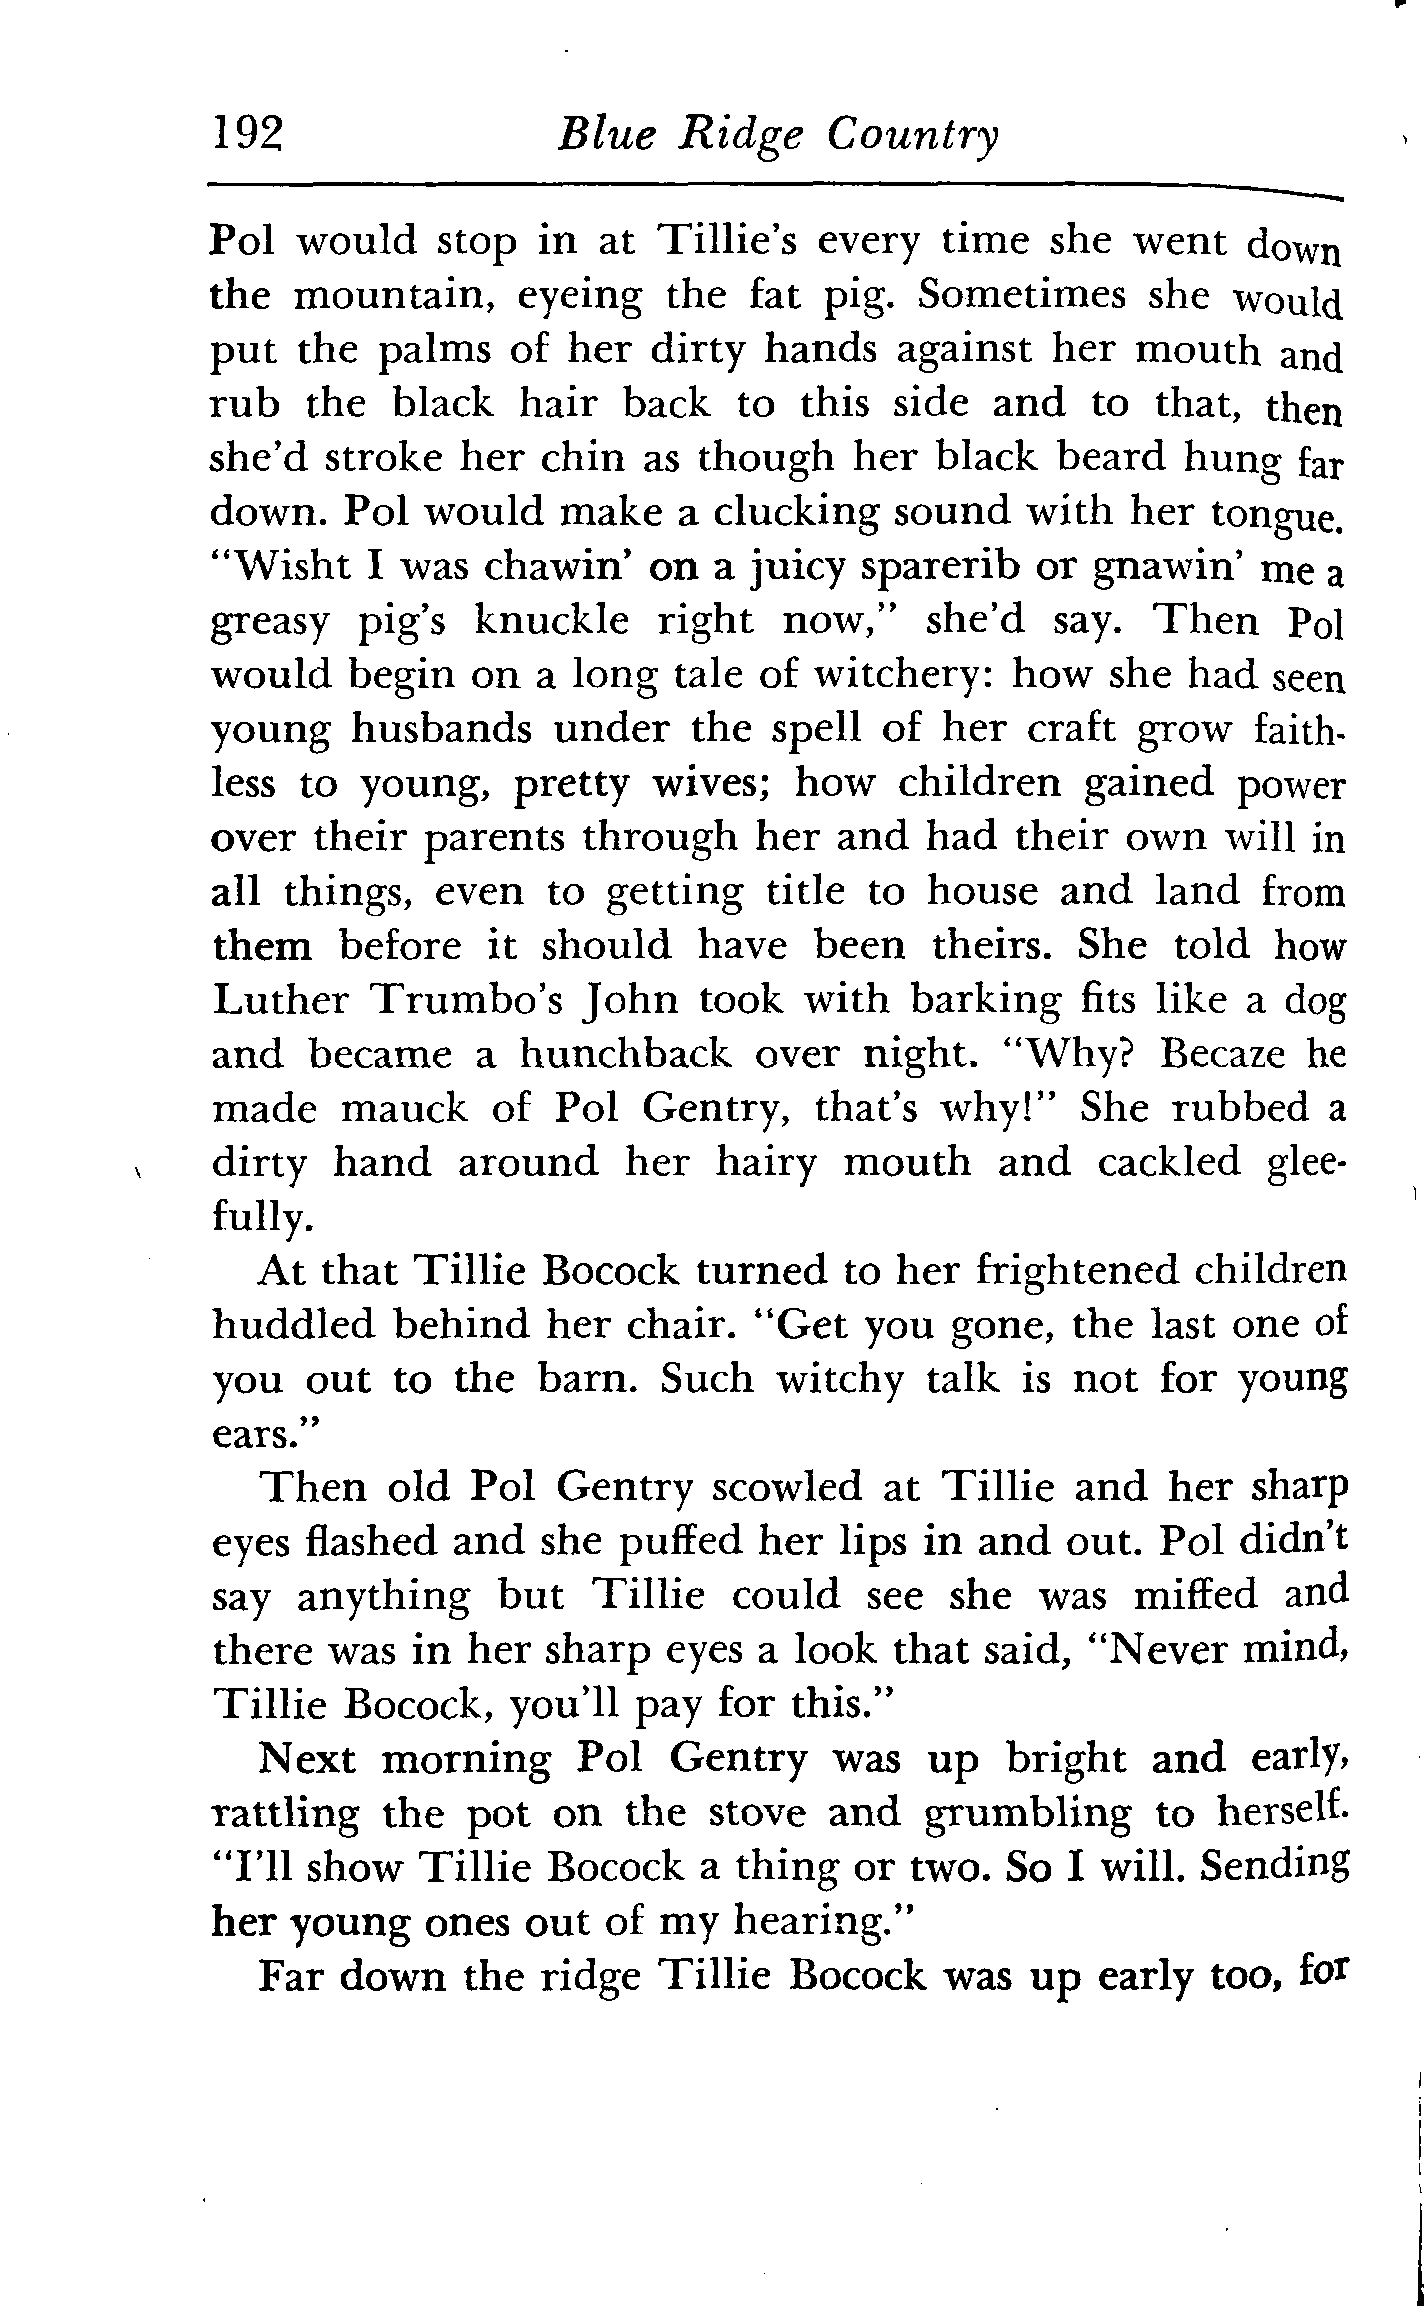 192 Blue Ridge Country
Pol would stop in at Tillie's every time she went down
the mountain, eyeing the fat pig. Sometimes she would
put the palms of her dirty hands against her mouth and
rub the black hair back to this side and to that, then
she'd stroke her chin as though her black beard hung far
down. Pol would make a clucking sound with her tongue.
“Wisht I was chawin' on a juicy sparerib or gnawin' me a
greasy pig's knuckle right now,” she'd say. Then Pol
would begin on a long tale of witchery: how she had seen
young husbands under the spell of her craft grow faith-
less to young, pretty wives; how children gained power
over their parents through her and had their own will in
all things, even to getting title to house and land from
them before it should have been theirs. She told how
Luther Trumbo's John took with barking fits like a dog
and became a hunchback over night. “Why? Becaze he
made mauck of Pol Gentry, that's why!” She rubbed a
dirty hand around her hairy mouth and cackled glee-
fully.
At that Tillie Bocock turned to her frightened children
huddled behind her chair. “Get you gone, the last one of
you out to the barn. Such witchy talk is not for young
ears.”
Then old Pol Gentry scowled at Tillie and her sharp
eyes flashed and she puffed her lips in and out. Pol didn't
say anything but Tillie could see she was miffed and
there was in her sharp eyes a look that said, “Never mind,
Tillie Bocock, you'll pay for this.”
Next morning Pol Gentry was up bright and early,
rattling the pot on the stove and grumbling to herself.
“I'll show Tillie Bocock a thing or two. So I will. Sending
her young ones out of my hearing.”
Far down the ridge Tillie Bocock was up early too, for